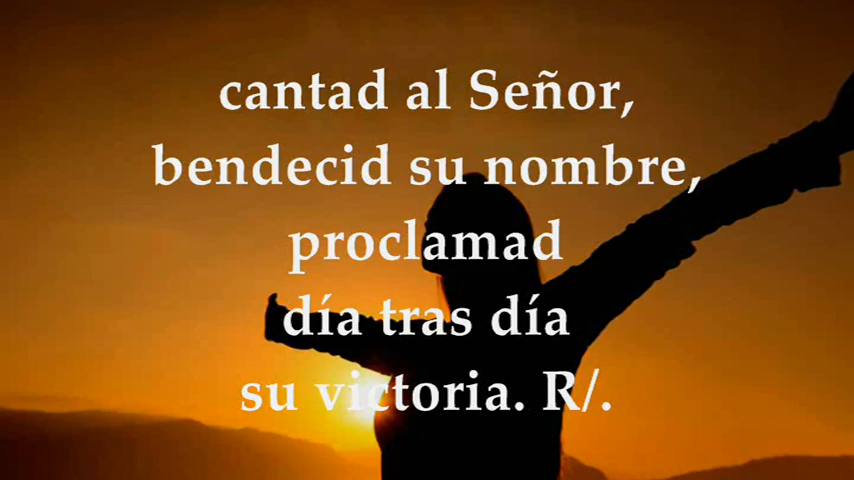 cantad al Señor,
bendecid su nombre,
proclamad
día tras día
su victoria. R/.